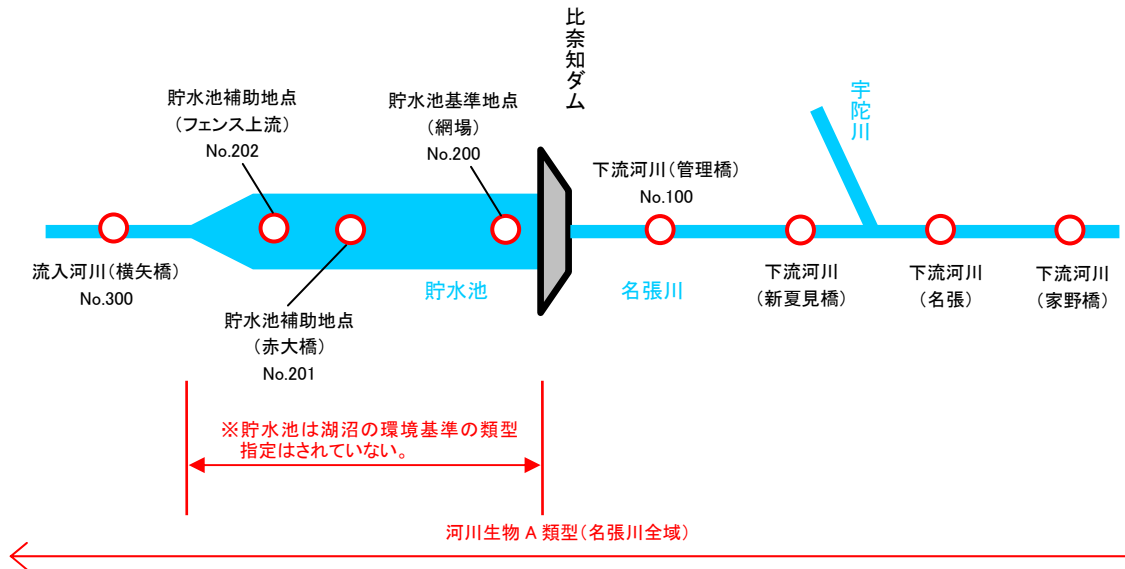 比奈知ダム
宇陀川
貯水池補助地点
(フェンス上流)
No.202
貯水池基準地点
(網場)
No.200
下流河川(管理橋)
No.100
流入河川(横矢橋)
No.300
貯水池
名張川
下流河川
(新夏見橋)
下流河川
(名張)
下流河川
(家野橋)
貯水池補助地点
(赤大橋)
No.201
※貯水池は湖沼の環境基準の類型
指定はされていない。
河川生物 A 類型(名張川全域)